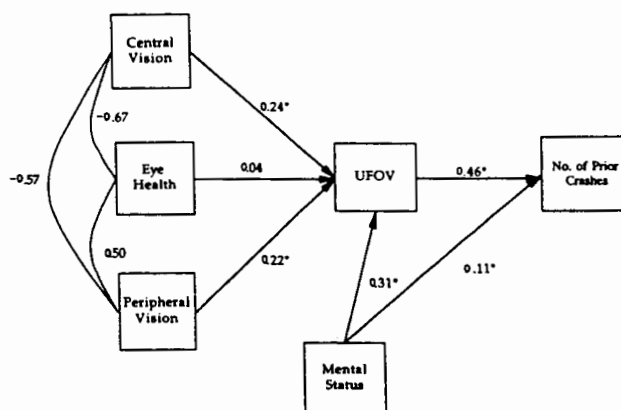 Central
Vision
0.24*
-0.67
-0.57
Eye
Health
0.04
UFOV
0.46*
No. of Prior
Crashes
0.50
0.22*
Peripheral
Vision
0.31*
0.11*
Mental
Status